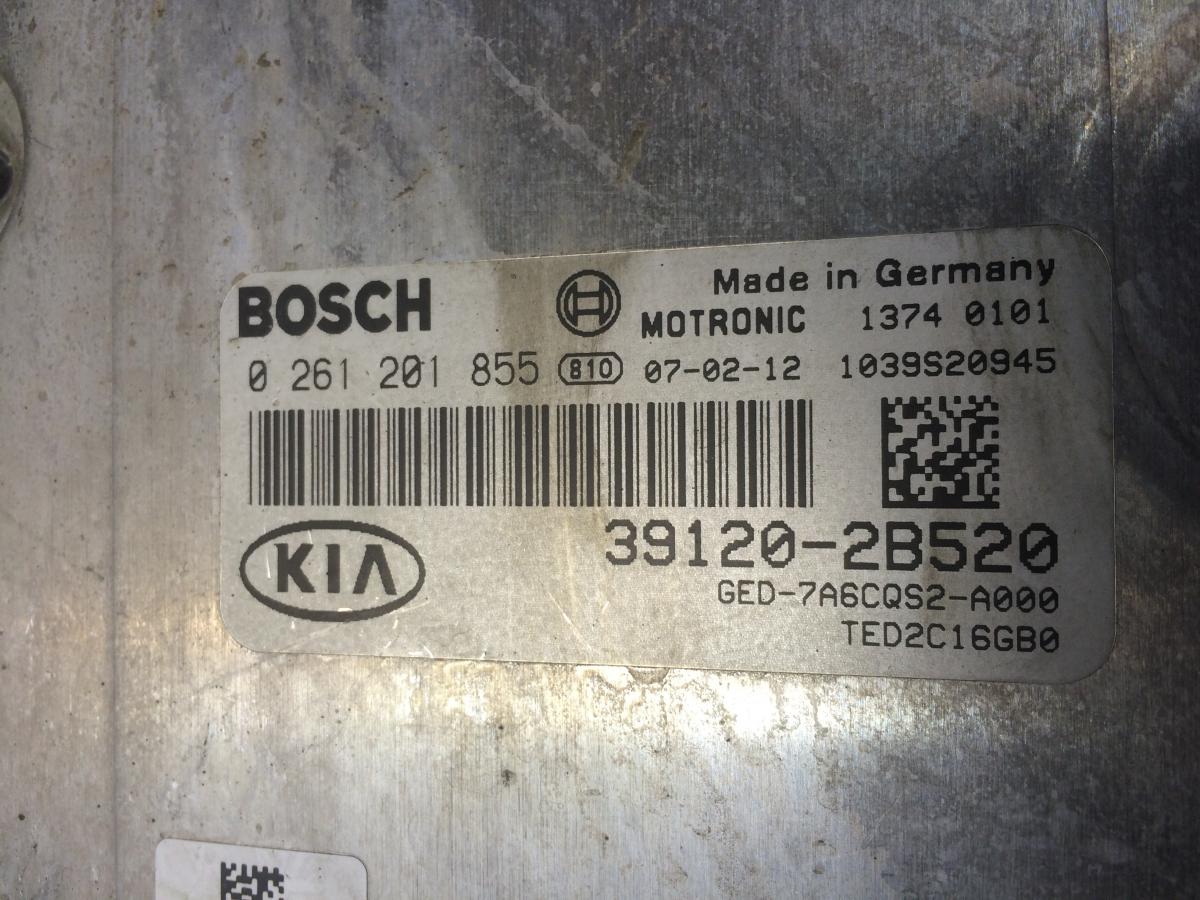 BOSCH Made in Germany
MOTRONIC 1374 0101
0 261 201 855 810 07-02-12 1039S20945
KIA 39120-2B520
GED-7A6CQS2-A000
TED2C16GB0